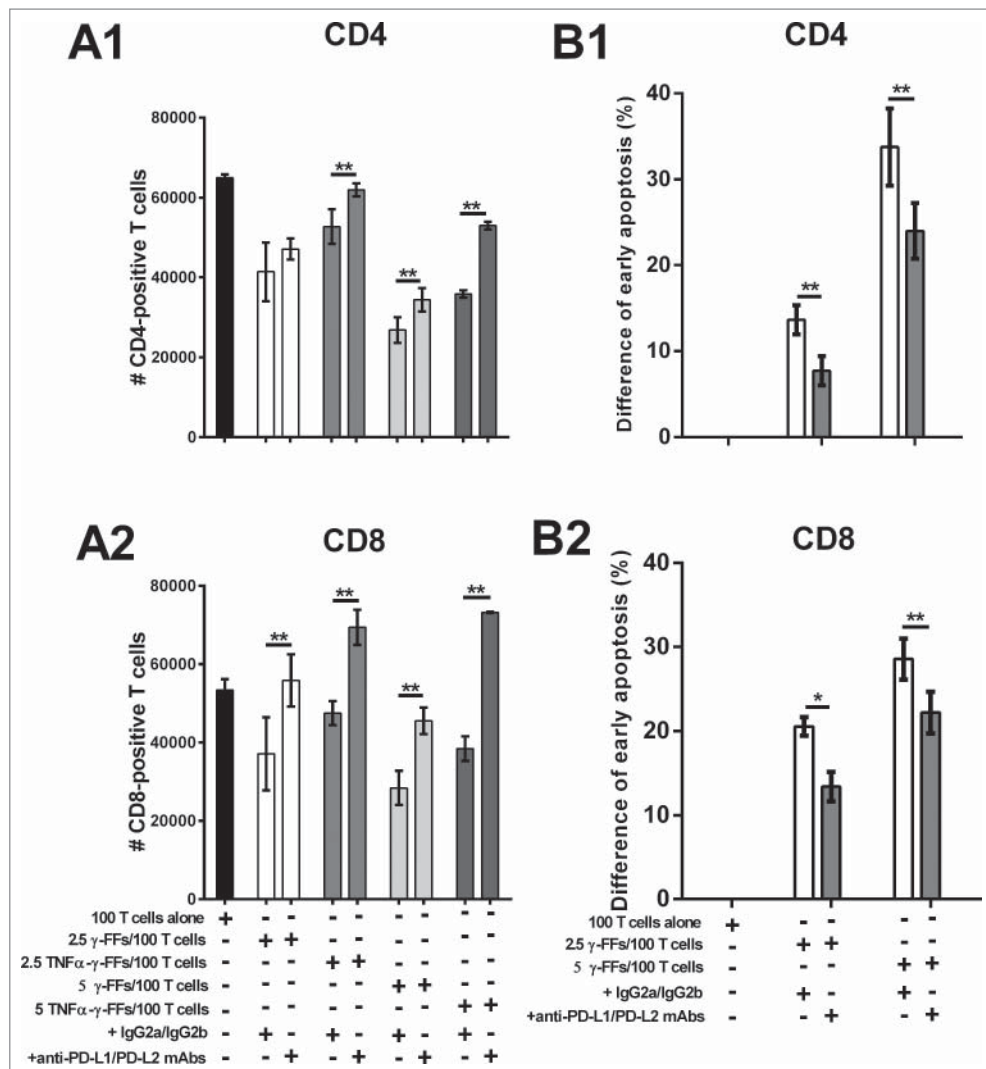 A1
CD4
# CD4-positive T cells
80000
60000
40000
20000
0
**
**
**
B1
CD4
Difference of early apoptosis (%)
40
30
20
10
0
**
**
A2
CD8
# CD8-positive T cells
80000
60000
40000
20000
0
**
**
**
**
100 T cells alone + - - - - - - - -
2.5 γ-FFs/100 T cells - + + - - - - - -
2.5 TNFα-γ-FFs/100 T cells - - - + + - - - -
5 γ-FFs/100 T cells - - - - - + + - -
5 TNFα-γ-FFs/100 T cells - - - - - - - + +
+ IgG2a/IgG2b - + - + - + - + -
+anti-PD-L1/PD-L2 mAbs - - + - + - + - +
B2
CD8
Difference of early apoptosis (%)
40
30
20
10
0
*
**
100 T cells alone + - - - -
2.5 γ-FFs/100 T cells - + + - -
5 γ-FFs/100 T cells - - - + +
+ IgG2a/IgG2b - + - + -
+anti-PD-L1/PD-L2 mAbs - - + - +